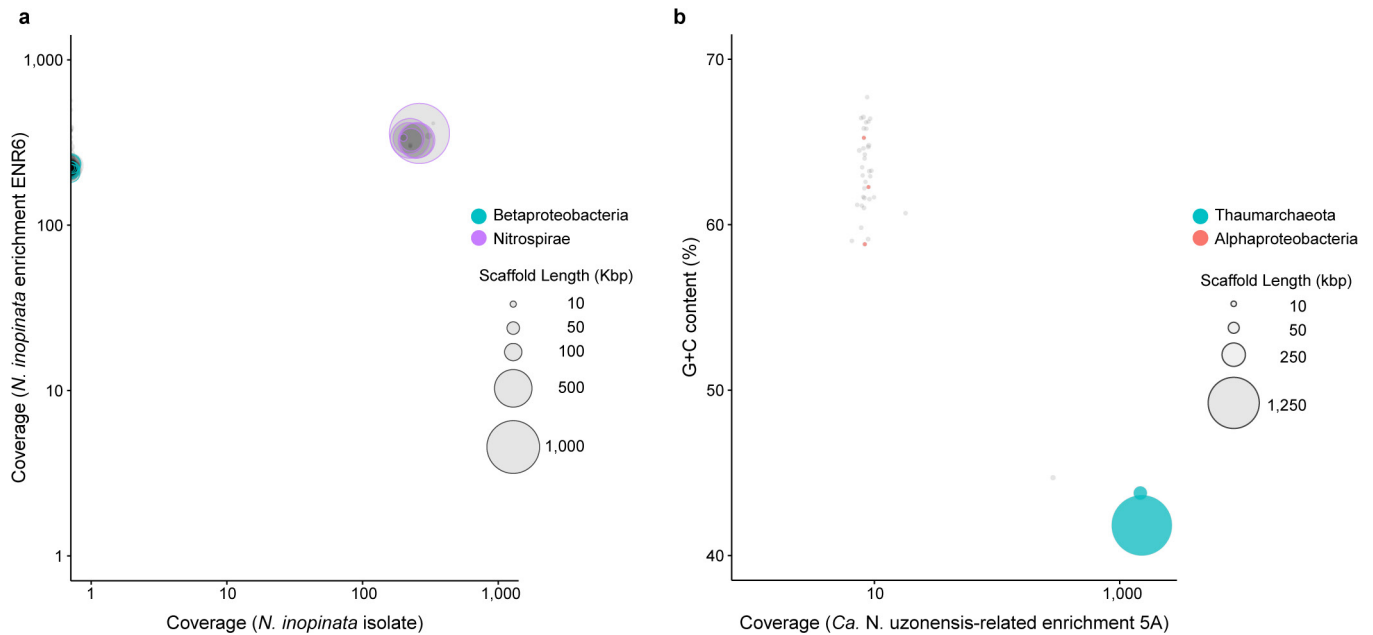 a
1,000
100
10
1
Coverage (N. inopinata enrichment ENR6)
1
10
100
1,000
Coverage (N. inopinata isolate)
Betaproteobacteria
Nitrospirae
Scaffold Length (Kbp)
10
50
100
500
1,000
b
70
60
50
40
G+C content (%)
10
1,000
Coverage (Ca. N. uzonensis-related enrichment 5A)
Thaumarchaeota
Alphaproteobacteria
Scaffold Length (kbp)
10
50
250
1,250